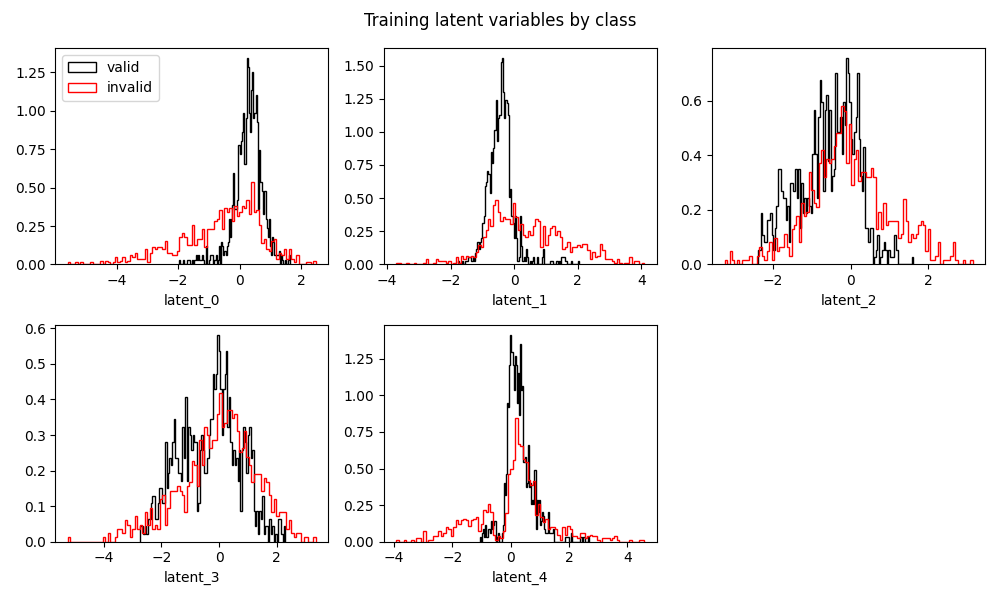 Training latent variables by class
valid
invalid
1.25
1.00
0.75
0.50
0.25
0.00
−4 −2 0 2
latent_0
1.50
1.25
1.00
0.75
0.50
0.25
0.00
−4 −2 0 2 4
latent_1
0.6
0.4
0.2
0.0
−2 0 2
latent_2
0.6
0.5
0.4
0.3
0.2
0.1
0.0
−4 −2 0 2
latent_3
1.25
1.00
0.75
0.50
0.25
0.00
−4 −2 0 2 4
latent_4